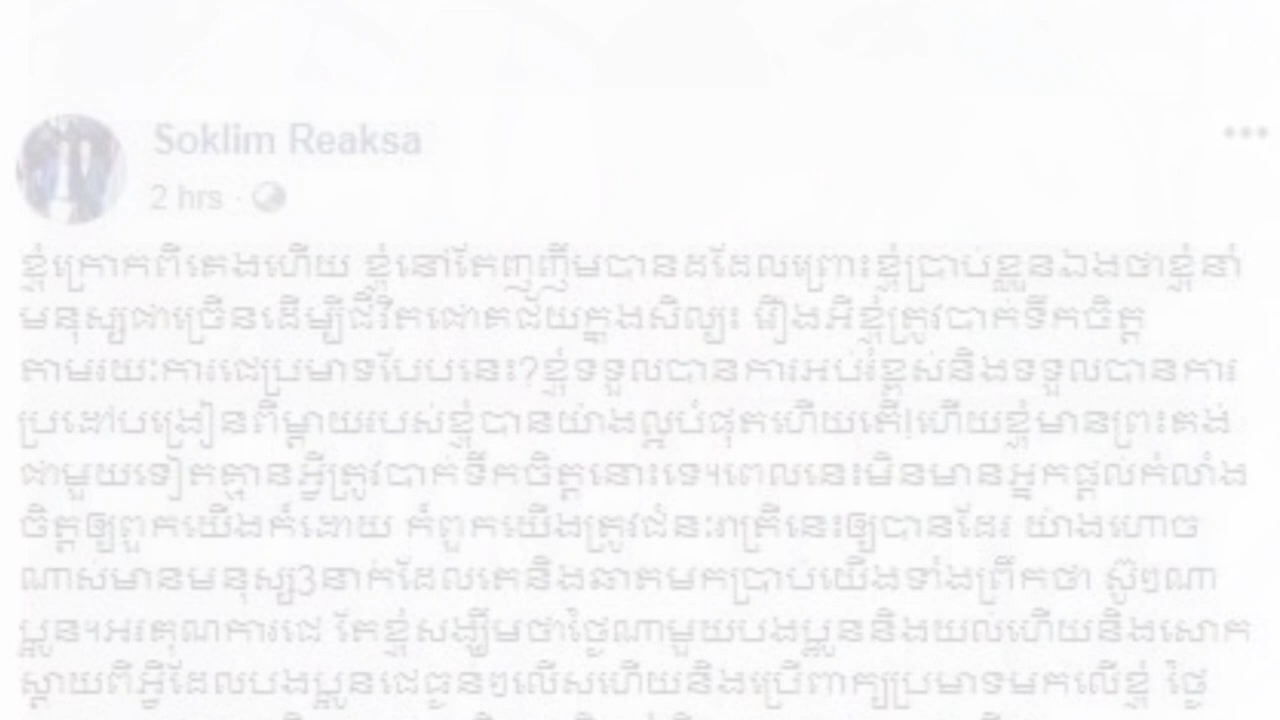 Soklim Reaksa
2 hrs
ខ្ញុំក្រោកពីគេងហើយ ខ្ញុំនៅតែញញឹមបានដដែលព្រោះខ្ញុំប្រាប់ខ្លួនឯងថាខ្ញុំនាំ
មនុស្សជាច្រើនដើម្បីជីវិតជោគជ័យក្នុងសិល្បះ រឿងអីខ្ញុំត្រូវបាក់ទឹកចិត្ត
តាមរយៈការជេប្រមាទបែបនេះ?ខ្ញុំទទួលបានការអប់រំខ្ពស់និងទទួលបានការ
ប្រដៅបង្រៀនពីម្តាយរបស់ខ្ញុំបានយ៉ាងល្អបំផុតហើយតើ!ហើយខ្ញុំមានព្រះគង់
ជាមួយទៀតគ្មានអ្វីត្រូវបាក់ទឹកចិត្តនោះទេ។ពេលនេះមិនមានអ្នកផ្តល់កំលាំង
ចិត្តឲ្យពួកយើងក៏ដោយ ក៏ពួកយើងត្រូវជំនះរាត្រីនេះឲ្យបានដែរ យ៉ាងហោច
ណាស់មានមនុស្ស3នាក់ដែលគេនិងឆាតមកប្រាប់យើងទាំងព្រឹកថា ស៊ូៗណា
ប្អូន។អរគុណការជេ តែខ្ញុំសង្ឃឹមថាថ្ងៃណាមួយបងប្អូននិងយល់ហើយនិងសោក
ស្តាយពីអ្វីដែលបងប្អូនជេធូនៗលើសហើយនិងប្រើពាក្យប្រមាទមកលើខ្ញុំ ថ្ងៃ